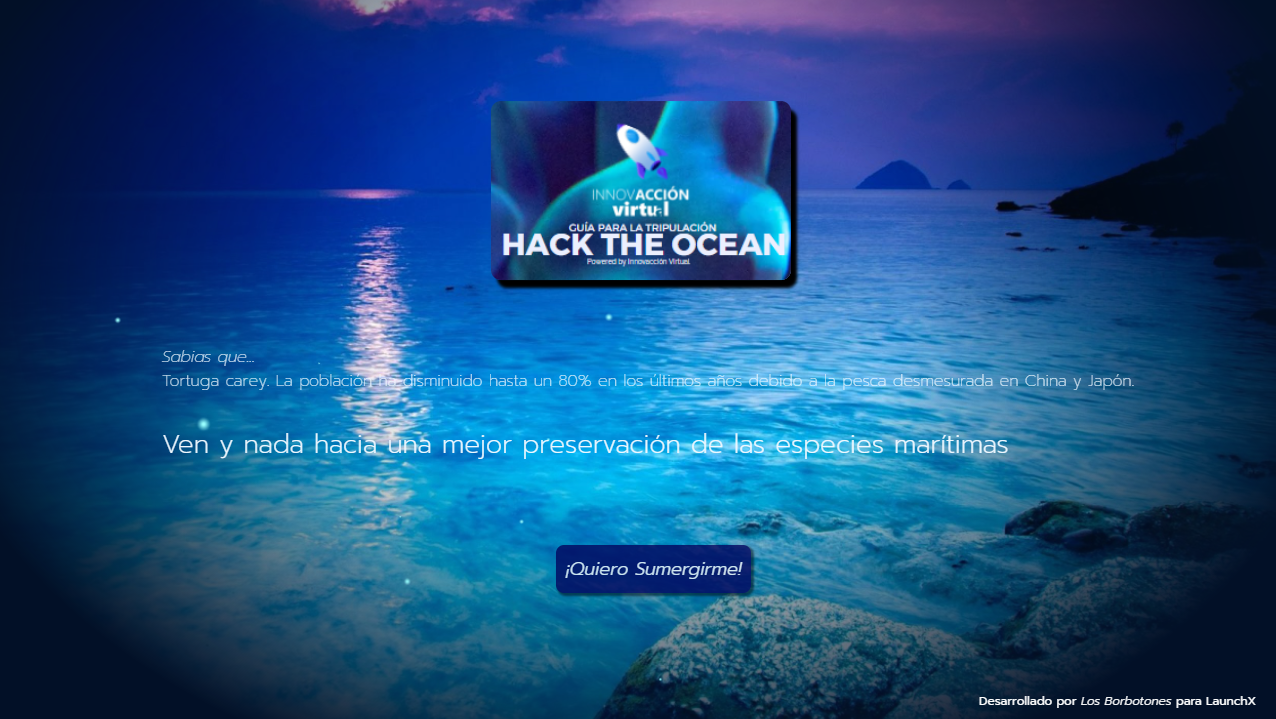 INNOVACCIÓN
virtual
GUÍA PARA LA TRIPULACIÓN
HACK THE OCEAN
Powered by Innovacción Virtual
Sabias que...
Tortuga carey. La población ha disminuido hasta un 80% en los últimos años debido a la pesca desmesurada en China y Japón.
Ven y nada hacia una mejor preservación de las especies marítimas
¡Quiero Sumergirme!
Desarrollado por Los Borbotones para LaunchX